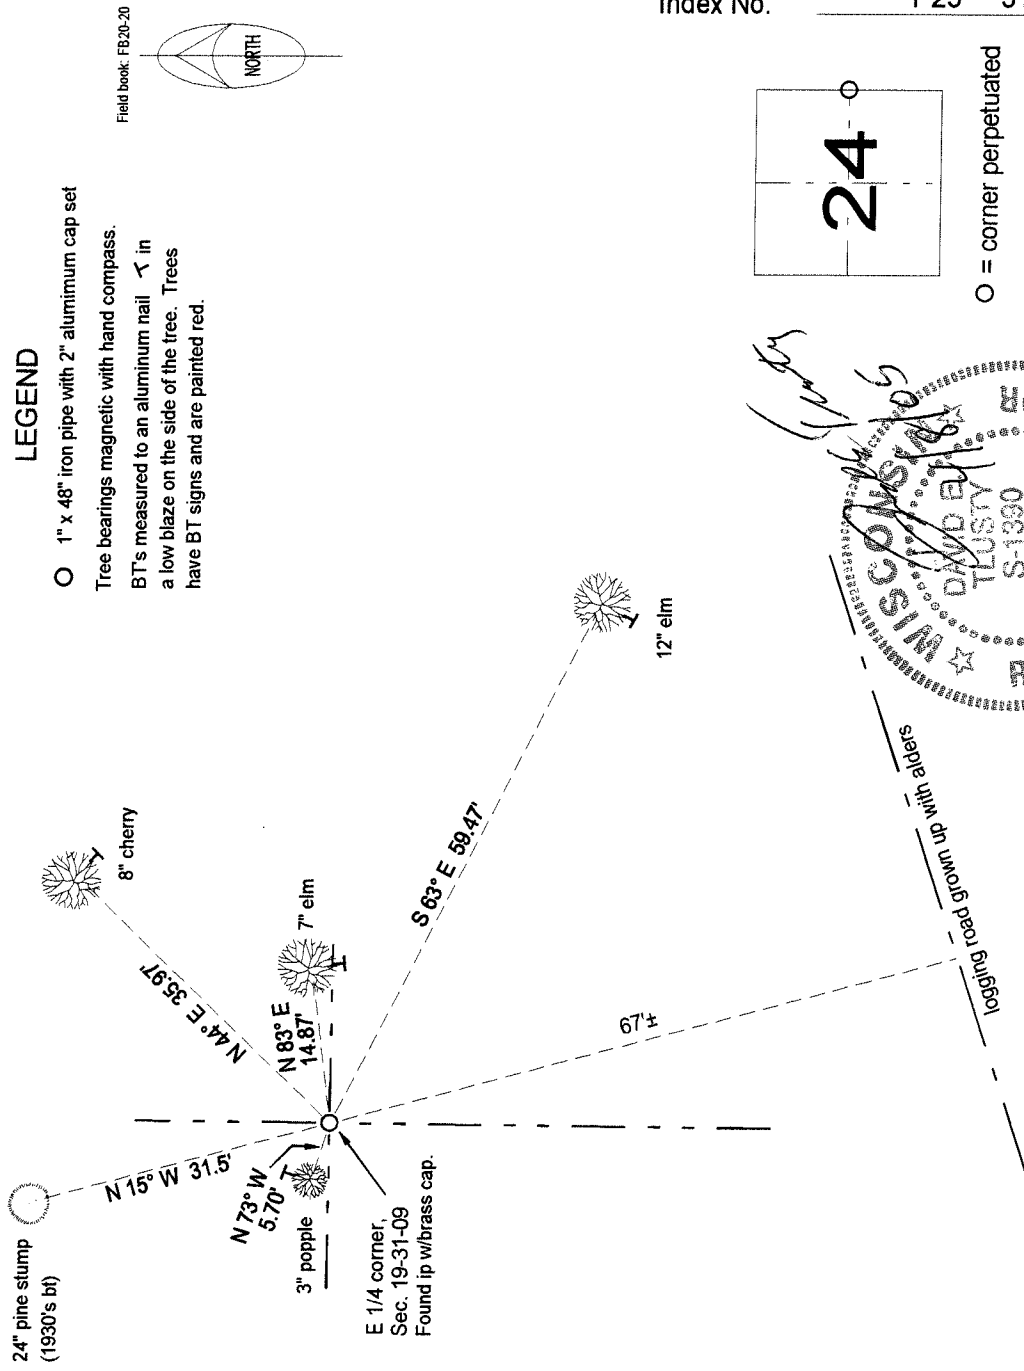 Index No.
Field book: FB20-20
NORTH
LEGEND
O 1" x 48" iron pipe with 2" alumimum cap set
Tree bearings magnetic with hand compass.
BT's measured to an aluminum nail in
a low blaze on the side of the tree. Trees
have BT signs and are painted red.
24
O = corner perpetuated
24" pine stump
(1930's bt)
N 15° W 31.5'
8" cherry
N 44° E 35.97'
7" elm
N 83° E
14.87'
N 73° W
5.70'
3" popple
E 1/4 corner,
Sec. 19-31-09
Found ip w/brass cap.
S 63° E 59.47'
12" elm
67'±
logging road grown up with alders
WISCONSIN
DAVID E.
TLUSTY
S-1390